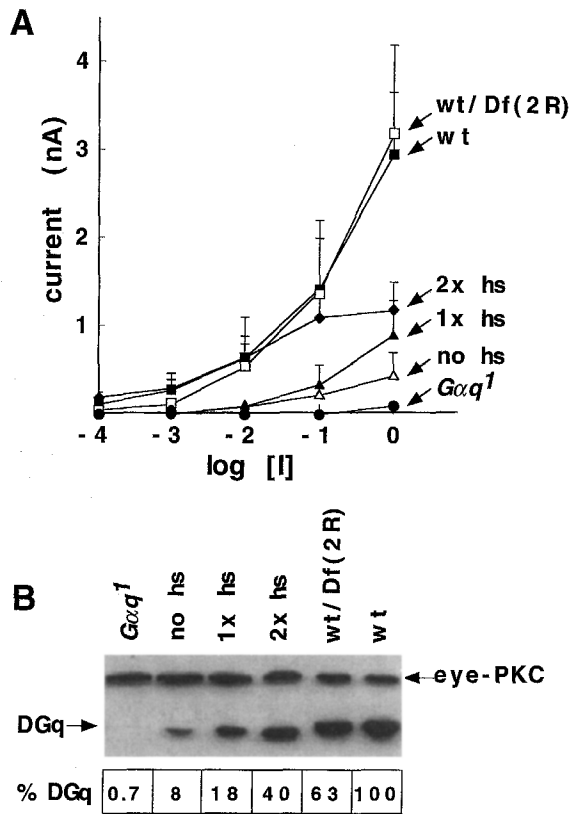 A
current (nA)
4
3
2
1
wt/Df(2R)
wt
2x hs
1x hs
no hs
Gαq¹
-4 -3 -2 -1 0
log [I]
B
Gαq¹ no hs 1x hs 2x hs wt/Df(2R) wt
eye-PKC
DGq
% DGq 0.7 8 18 40 63 100